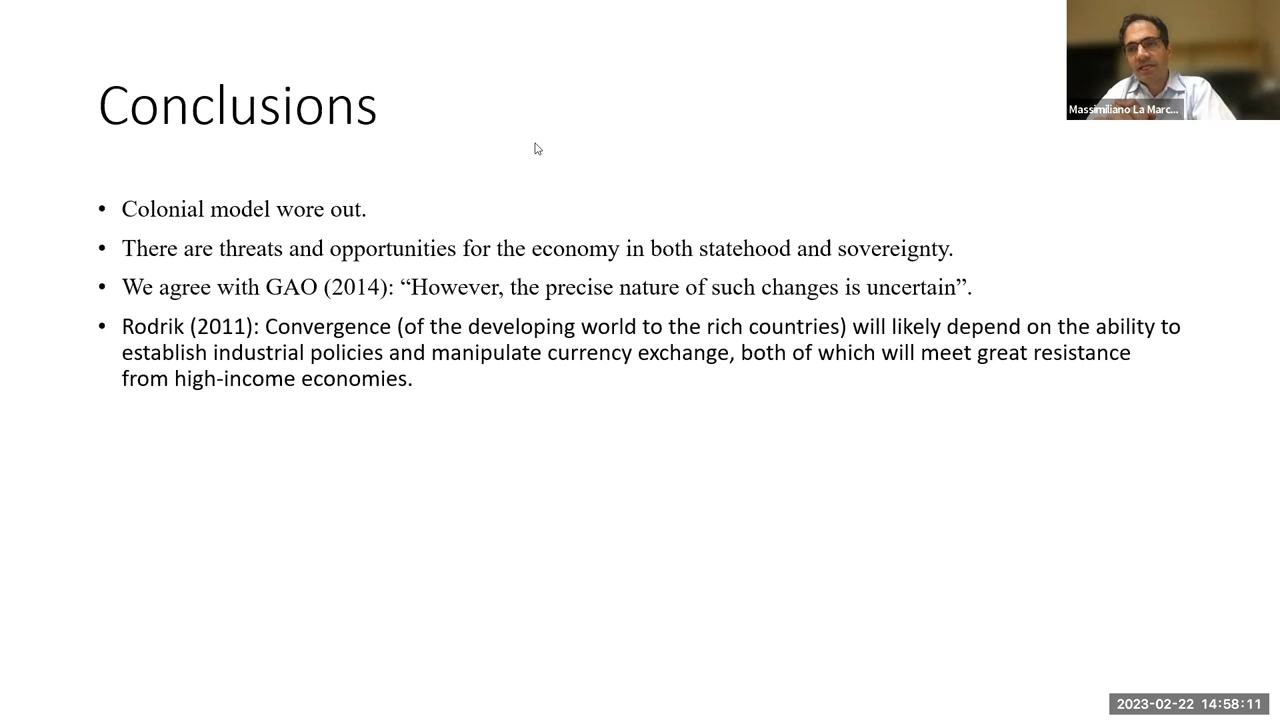 Massimiliano La Marc...
Conclusions
• Colonial model wore out.
• There are threats and opportunities for the economy in both statehood and sovereignty.
• We agree with GAO (2014): “However, the precise nature of such changes is uncertain”.
• Rodrik (2011): Convergence (of the developing world to the rich countries) will likely depend on the ability to
establish industrial policies and manipulate currency exchange, both of which will meet great resistance
from high-income economies.
2023-02-22 14:58:11